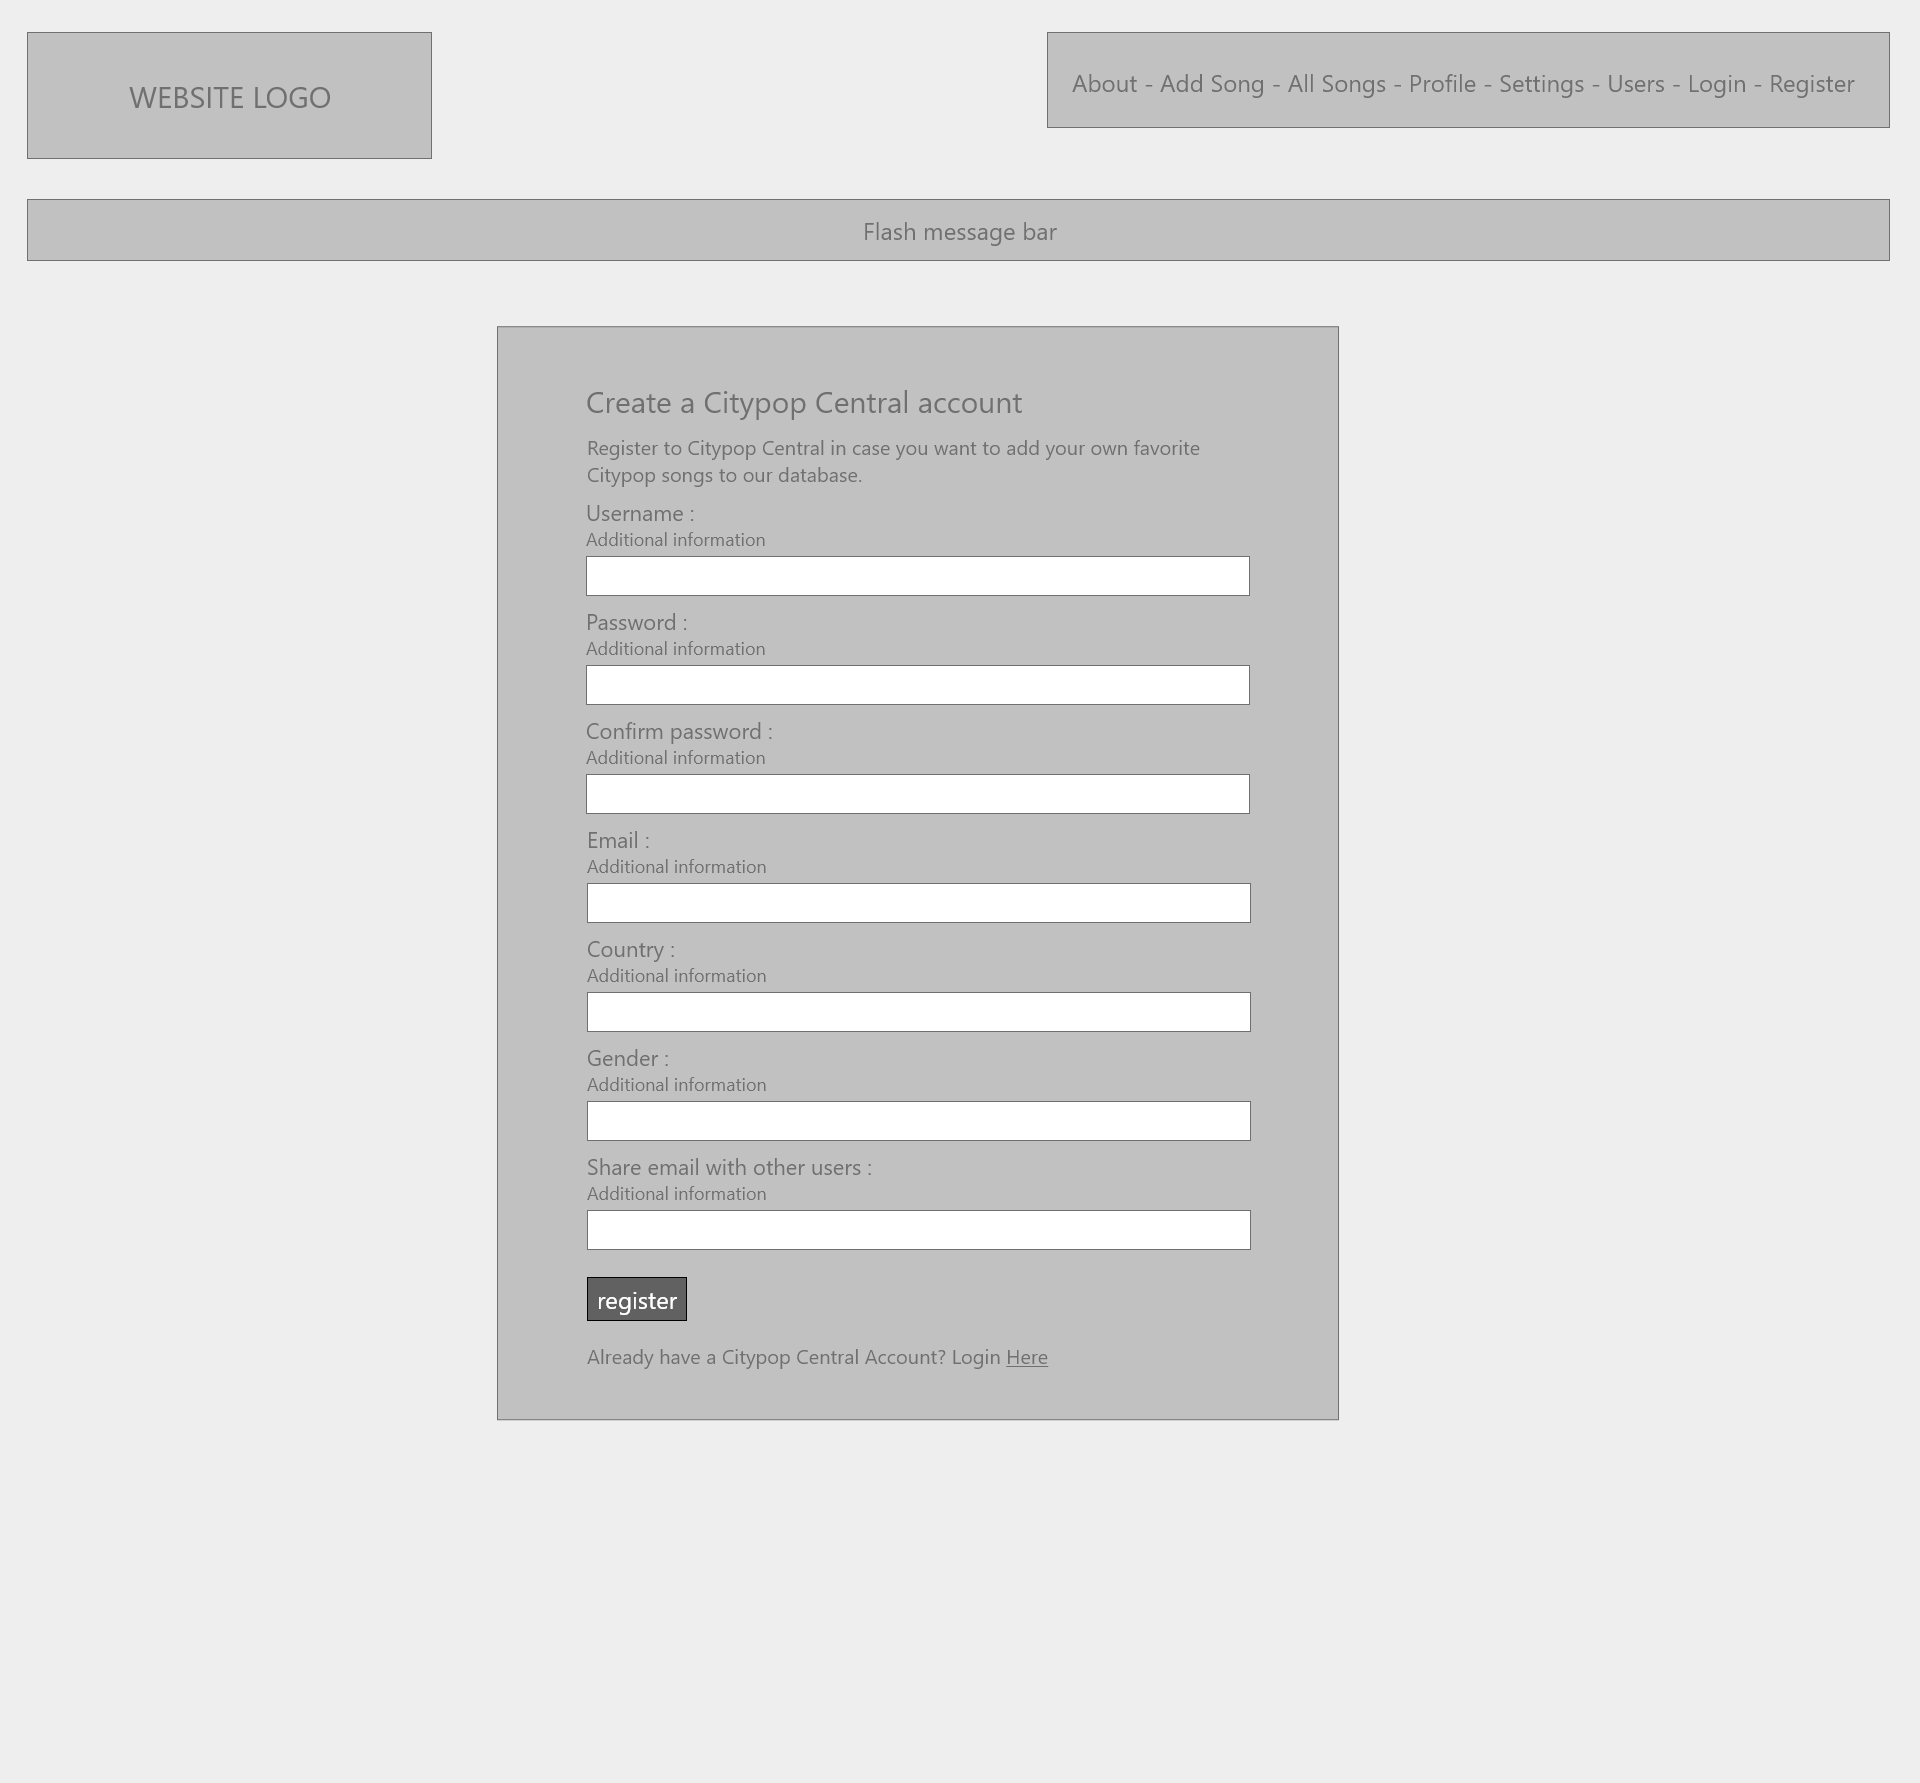 WEBSITE LOGO
About - Add Song - All Songs - Profile - Settings - Users - Login - Register
Flash message bar
Create a Citypop Central account
Register to Citypop Central in case you want to add your own favorite
Citypop songs to our database.
Username :
Additional information
Password :
Additional information
Confirm password :
Additional information
Email :
Additional information
Country :
Additional information
Gender :
Additional information
Share email with other users :
Additional information
register
Already have a Citypop Central Account? Login Here